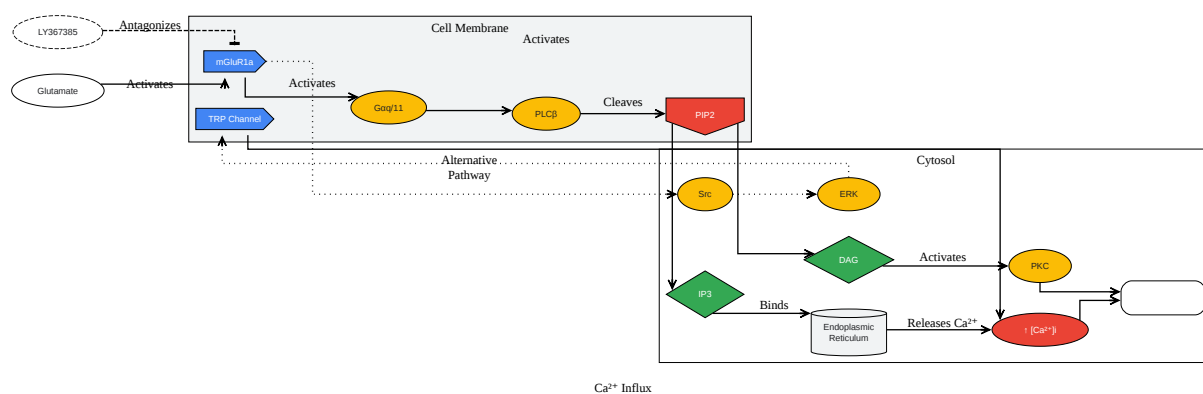 LY367385
Antagonizes
Cell Membrane
Activates
mGluR1a
Glutamate
Activates
Activates
Gαq/11
PLCβ
Cleaves
PIP2
TRP Channel
Alternative
Pathway
Cytosol
Src
ERK
DAG
Activates
PKC
IP3
Binds
Endoplasmic
Reticulum
Releases Ca²⁺
↑ [Ca²⁺]i
Ca²⁺ Influx